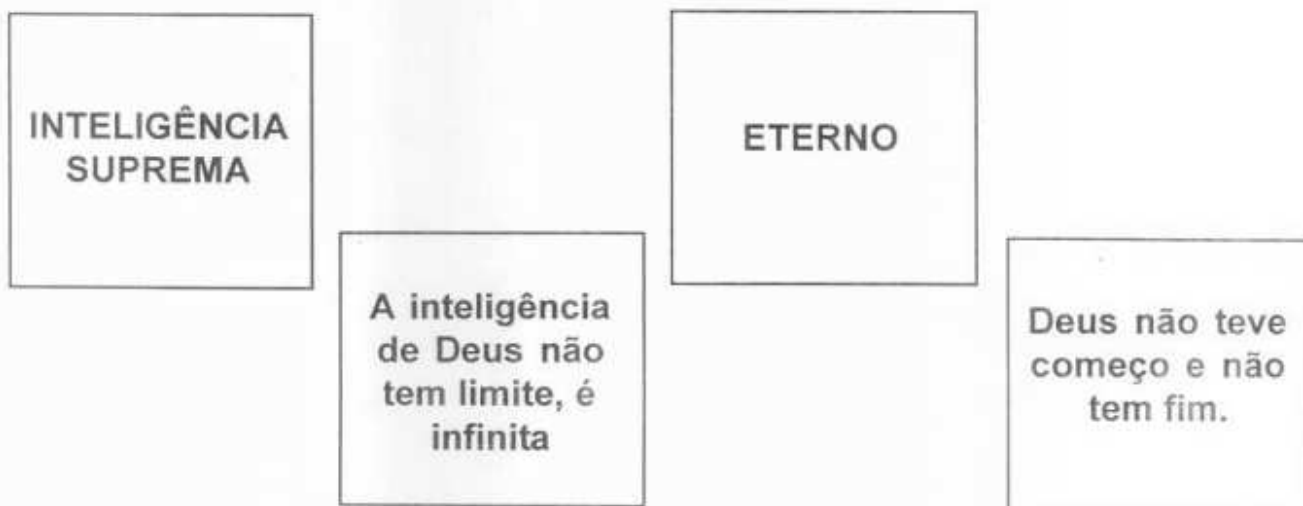 INTELIGÊNCIA
SUPREMA
A inteligência
de Deus não
tem limite, é
infinita
ETERNO
Deus não teve
começo e não
tem fim.